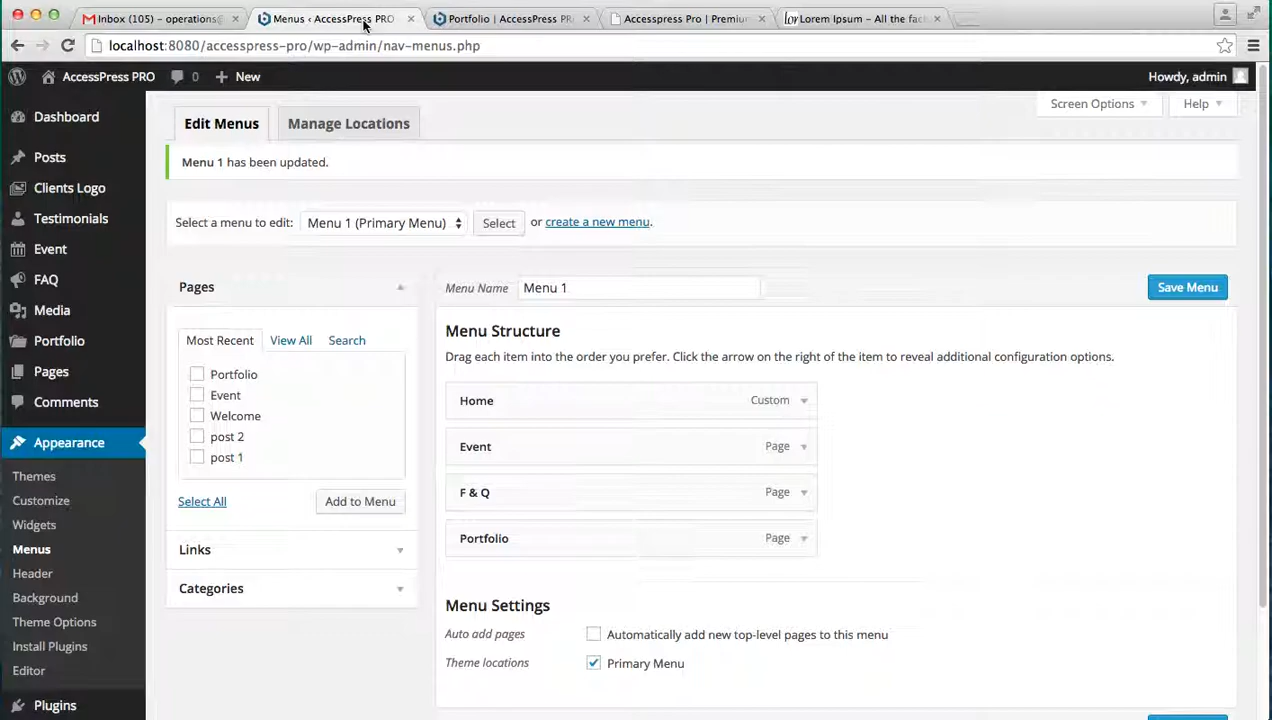 Inbox (105) – operations@
Menus ‹ AccessPress PRO
Portfolio | AccessPress PR
Accesspress Pro | Premiu
Lorem Ipsum – All the fac
localhost:8080/accesspress-pro/wp-admin/nav-menus.php
AccessPress PRO
0
New
Howdy, admin
Dashboard
Posts
Clients Logo
Testimonials
Event
FAQ
Media
Portfolio
Pages
Comments
Appearance
Themes
Customize
Widgets
Menus
Header
Background
Theme Options
Install Plugins
Editor
Plugins
Edit Menus
Manage Locations
Screen Options
Help
Menu 1 has been updated.
Select a menu to edit: Menu 1 (Primary Menu) Select or create a new menu.
Pages
Most Recent
View All
Search
Portfolio
Event
Welcome
post 2
post 1
Select All
Add to Menu
Links
Categories
Menu Name
Menu 1
Save Menu
Menu Structure
Drag each item into the order you prefer. Click the arrow on the right of the item to reveal additional configuration options.
Home Custom
Event Page
F & Q Page
Portfolio Page
Menu Settings
Auto add pages
Automatically add new top-level pages to this menu
Theme locations
Primary Menu